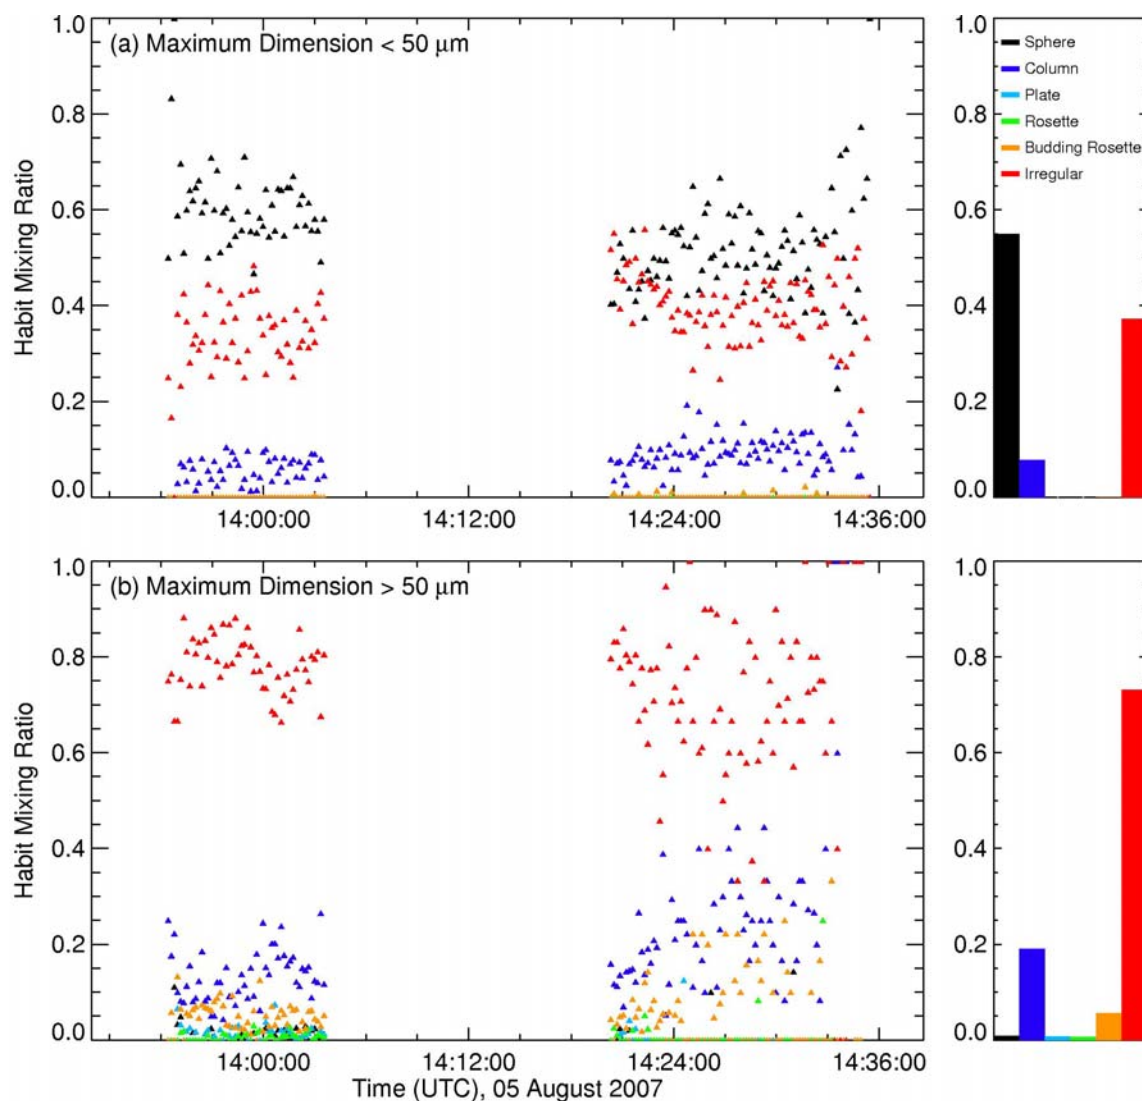 (a) Maximum Dimension < 50 µm
1.0
0.8
0.6
0.4
0.2
0.0
Habit Mixing Ratio
14:00:00 14:12:00 14:24:00 14:36:00
1.0
0.8
0.6
0.4
0.2
0.0
Sphere
Column
Plate
Rosette
Budding Rosette
Irregular
(b) Maximum Dimension > 50 µm
1.0
0.8
0.6
0.4
0.2
0.0
Habit Mixing Ratio
14:00:00 14:12:00 14:24:00 14:36:00
Time (UTC), 05 August 2007
1.0
0.8
0.6
0.4
0.2
0.0